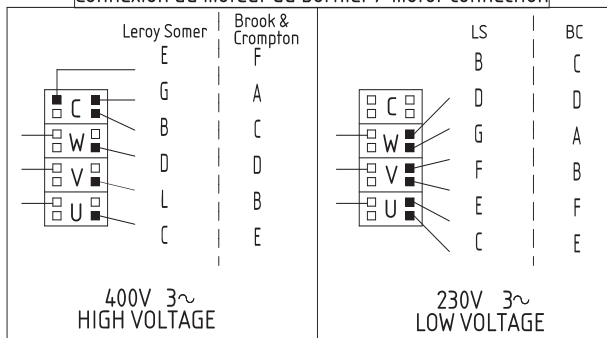 Connexion du moteur au bornier / Motor connection
Leroy Somer Brook &
Crompton
E F
G A
C
B C
W
D D
V
L B
U
C E
400V 3~
HIGH VOLTAGE
LS BC
B C
D D
C
G A
W
F B
V
E F
U
C E
230V 3~
LOW VOLTAGE